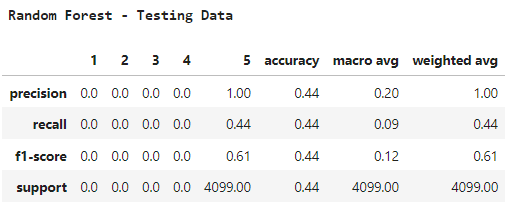 Random Forest - Testing Data
1 2 3 4 5 accuracy macro avg weighted avg
precision 0.0 0.0 0.0 0.0 1.00 0.44 0.20 1.00
recall 0.0 0.0 0.0 0.0 0.44 0.44 0.09 0.44
f1-score 0.0 0.0 0.0 0.0 0.61 0.44 0.12 0.61
support 0.0 0.0 0.0 0.0 4099.00 0.44 4099.00 4099.00